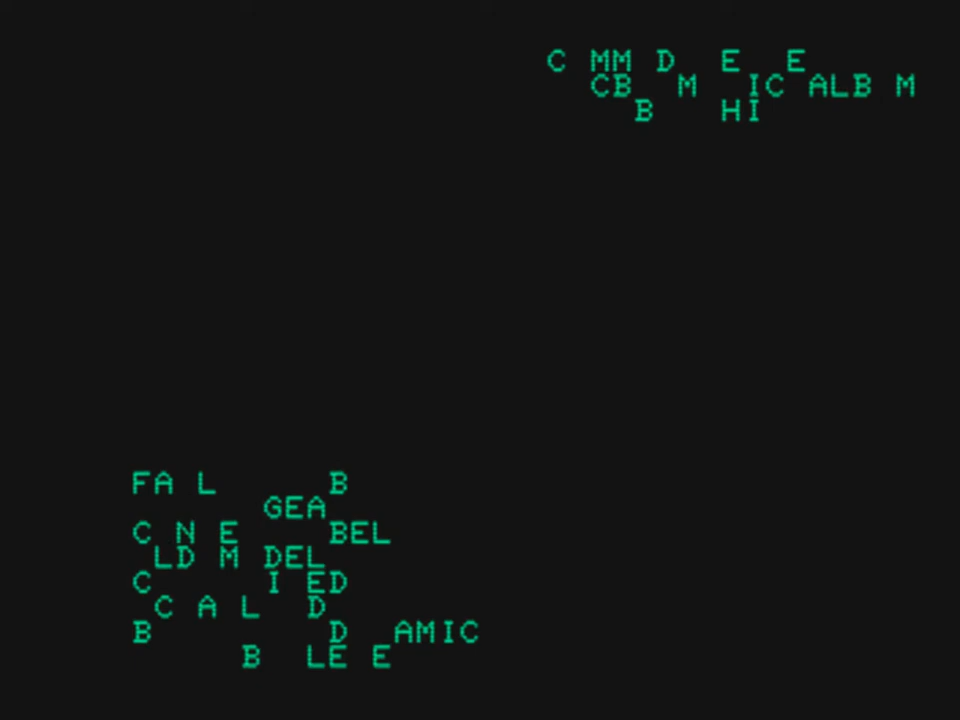 C MM D  E  E
CB  M  IC ALB M
B   HI
FA L     B
GEA
C N E    BEL
LD M DEL
C     I ED
C A L  D
B        D  AMIC
B  LE E